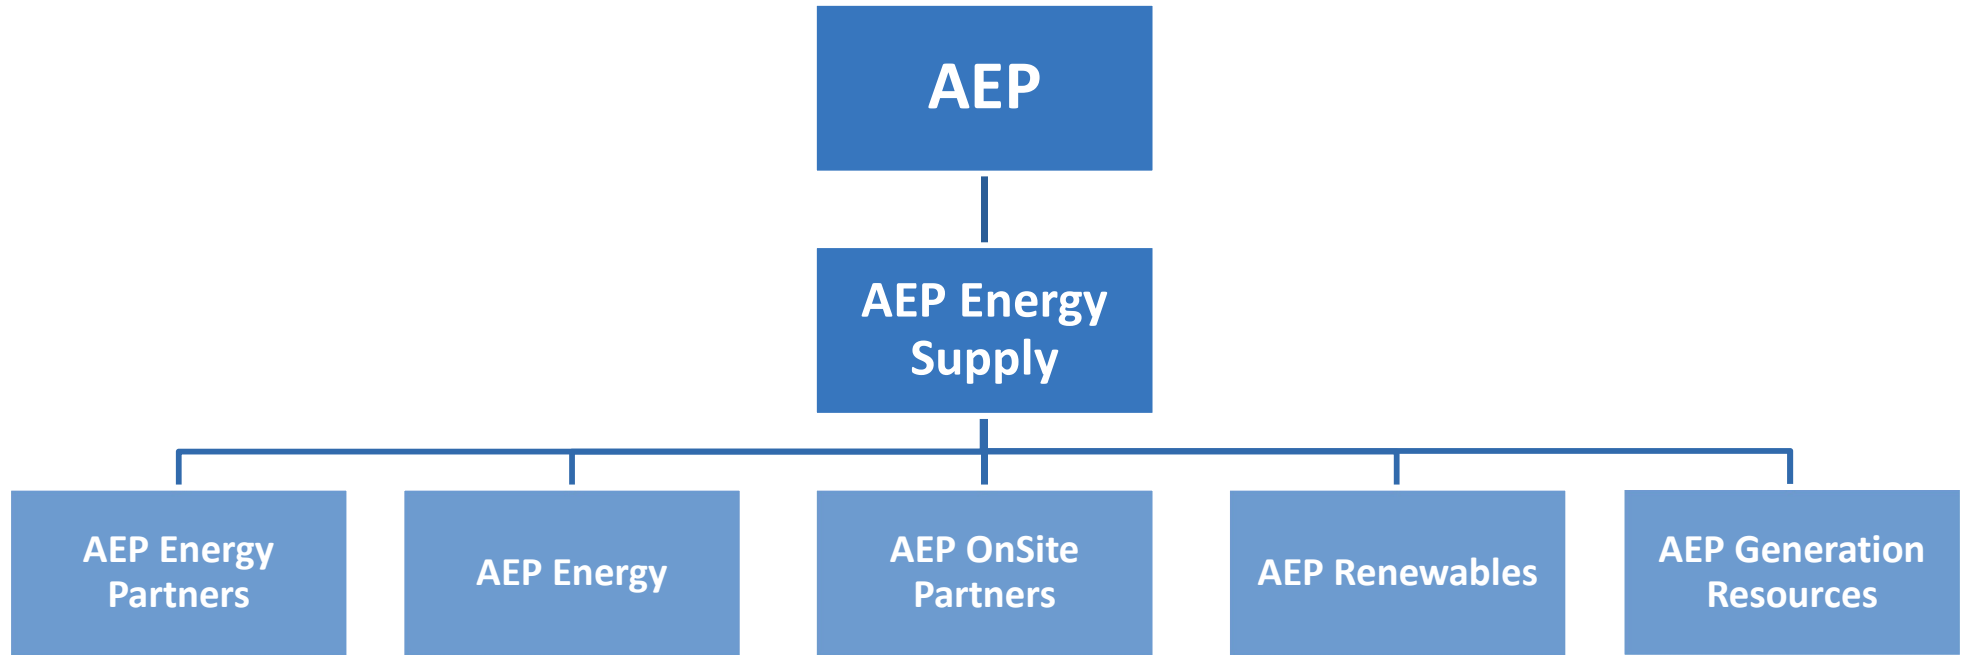 AEP
AEP Energy
Supply
AEP Energy
Partners
AEP Energy
AEP OnSite
Partners
AEP Renewables
AEP Generation
Resources